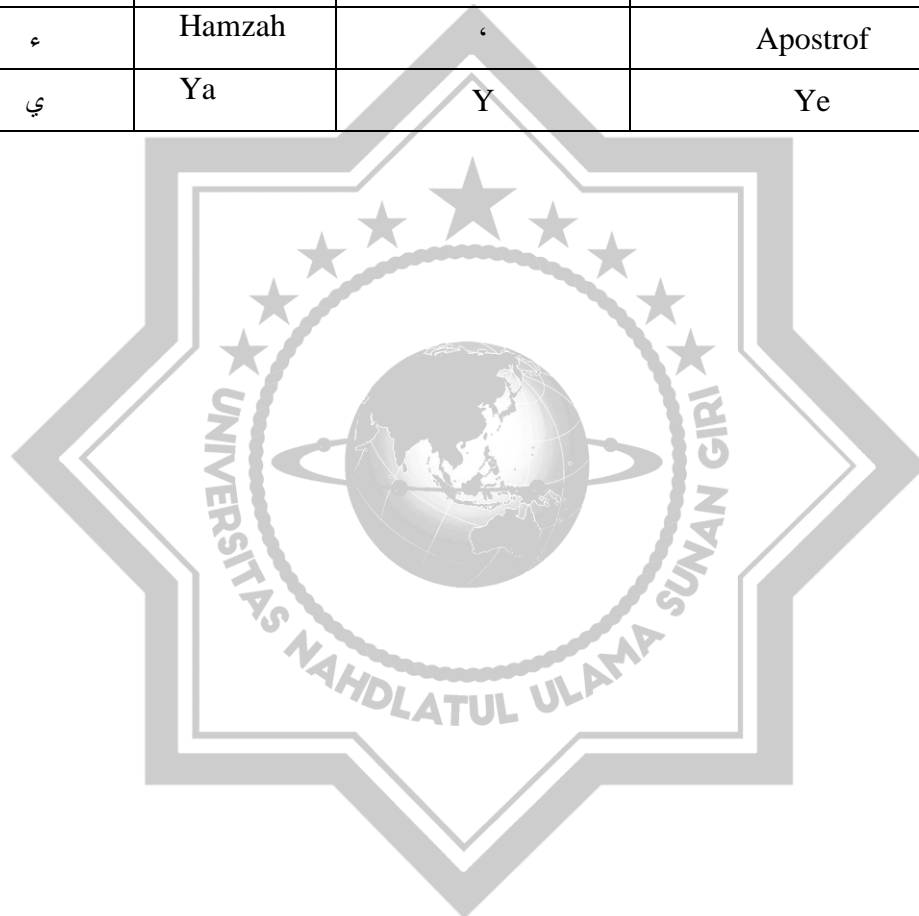 ء Hamzah ‘ Apostrof
ي Ya Y Ye
UNIVERSITAS NAHDLATUL ULAMA SUNAN GIRI